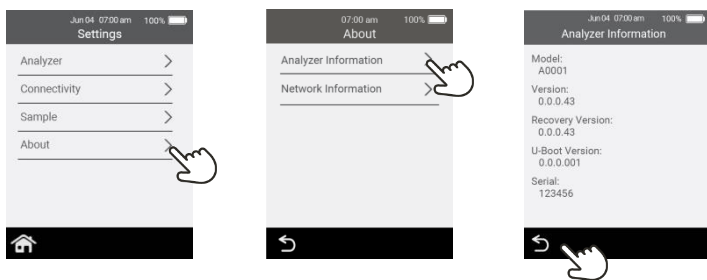 Jun 04 07:00 am 100%
Settings
Analyzer
Connectivity
Sample
About
07:00 am 100%
About
Analyzer Information
Network Information
Jun 04 07:00 am 100%
Analyzer Information
Model:
A0001
Version:
0.0.0.43
Recovery Version:
0.0.0.43
U-Boot Version:
0.0.0.001
Serial:
123456